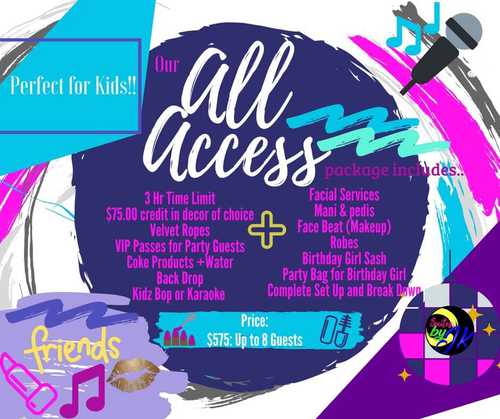 Perfect for Kids!!
Our
All
Access
package includes..
3 Hr Time Limit
$75.00 credit in decor of choice
Velvet Ropes
VIP Passes for Party Guests
Coke Products +Water
Back Drop
Kidz Bop or Karaoke
+
Facial Services
Mani & pedis
Face Beat (Makeup)
Robes
Birthday Girl Sash
Party Bag for Birthday Girl
Complete Set Up and Break Down
Price:
$575: Up to 8 Guests
friends
by JK